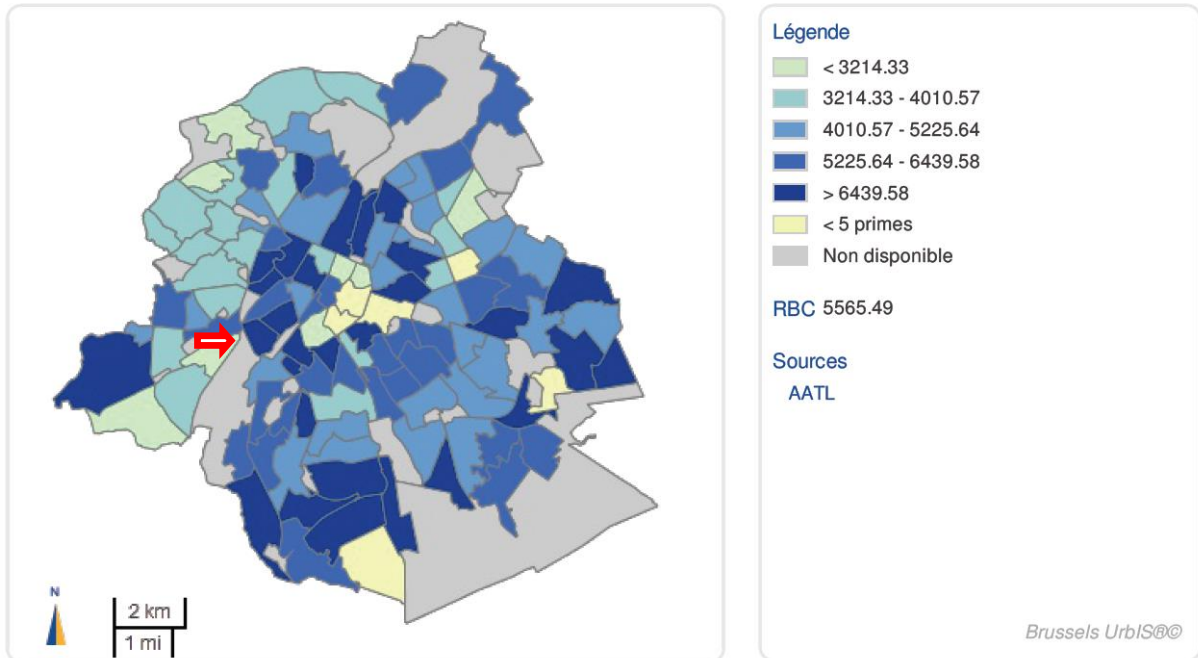 Légende
< 3214.33
3214.33 - 4010.57
4010.57 - 5225.64
5225.64 - 6439.58
> 6439.58
< 5 primes
Non disponible
RBC 5565.49
Sources
AATL
N
2 km
1 mi
Brussels UrbIS®©